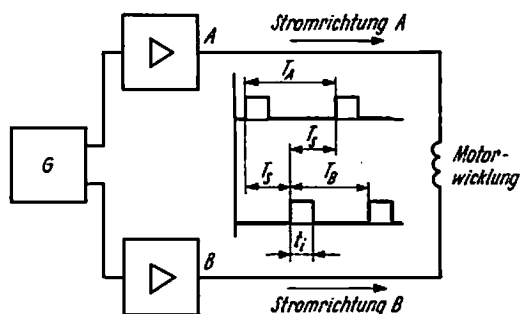 Stromrichtung A
A
T_A
T_S
G
T_S
T_B
Motor-
wicklung
t_i
B
Stromrichtung B